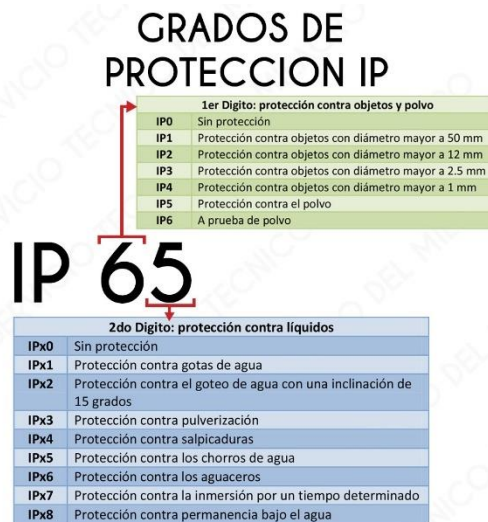 GRADOS DE
PROTECCION IP
1er Digito: protección contra objetos y polvo
IP0 Sin protección
IP1 Protección contra objetos con diámetro mayor a 50 mm
IP2 Protección contra objetos con diámetro mayor a 12 mm
IP3 Protección contra objetos con diámetro mayor a 2.5 mm
IP4 Protección contra objetos con diámetro mayor a 1 mm
IP5 Protección contra el polvo
IP6 A prueba de polvo
IP 65
2do Digito: protección contra líquidos
IPx0 Sin protección
IPx1 Protección contra gotas de agua
IPx2 Protección contra el goteo de agua con una inclinación de
15 grados
IPx3 Protección contra pulverización
IPx4 Protección contra salpicaduras
IPx5 Protección contra los chorros de agua
IPx6 Protección contra los aguaceros
IPx7 Protección contra la inmersión por un tiempo determinado
IPx8 Protección contra permanencia bajo el agua